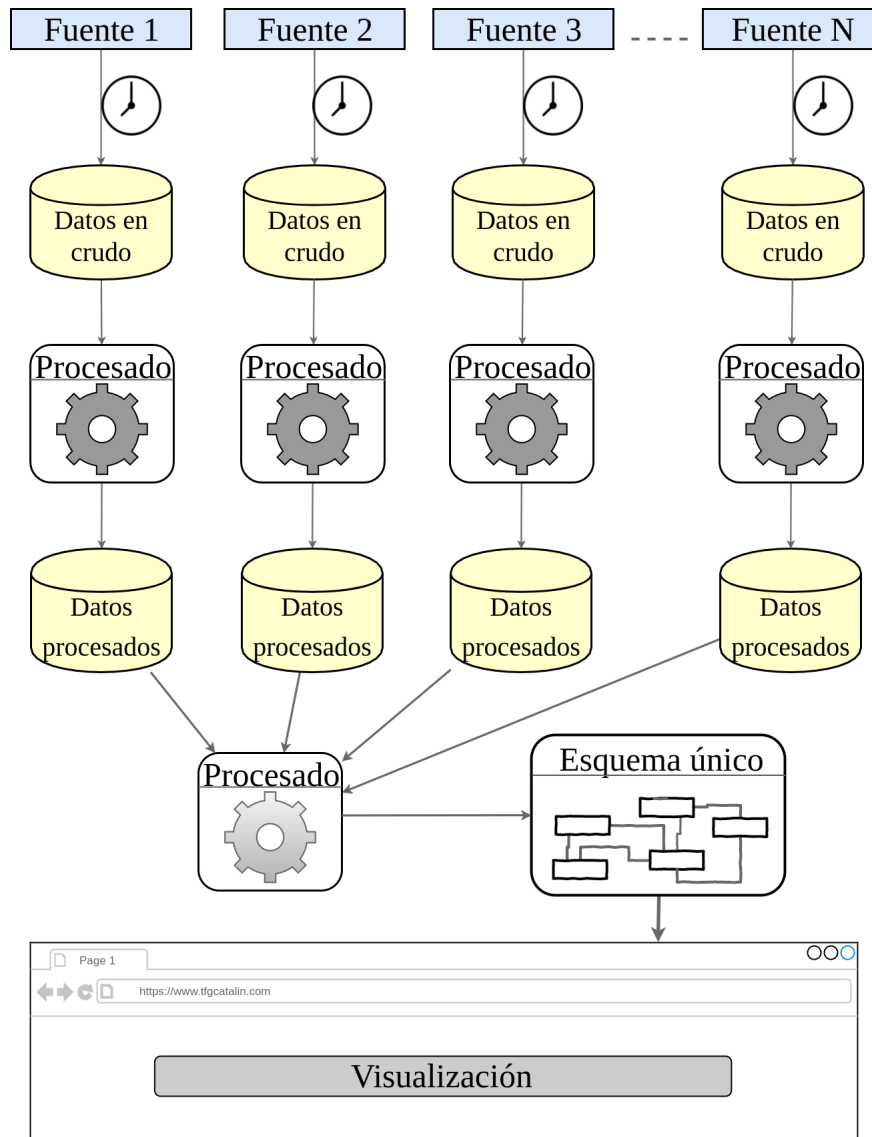 Fuente 1
Fuente 2
Fuente 3
Fuente N
Datos en
crudo
Datos en
crudo
Datos en
crudo
Datos en
crudo
Procesado
Procesado
Procesado
Procesado
Datos
procesados
Datos
procesados
Datos
procesados
Datos
procesados
Procesado
Esquema único
Page 1
https://www.tfgcatalin.com
Visualización